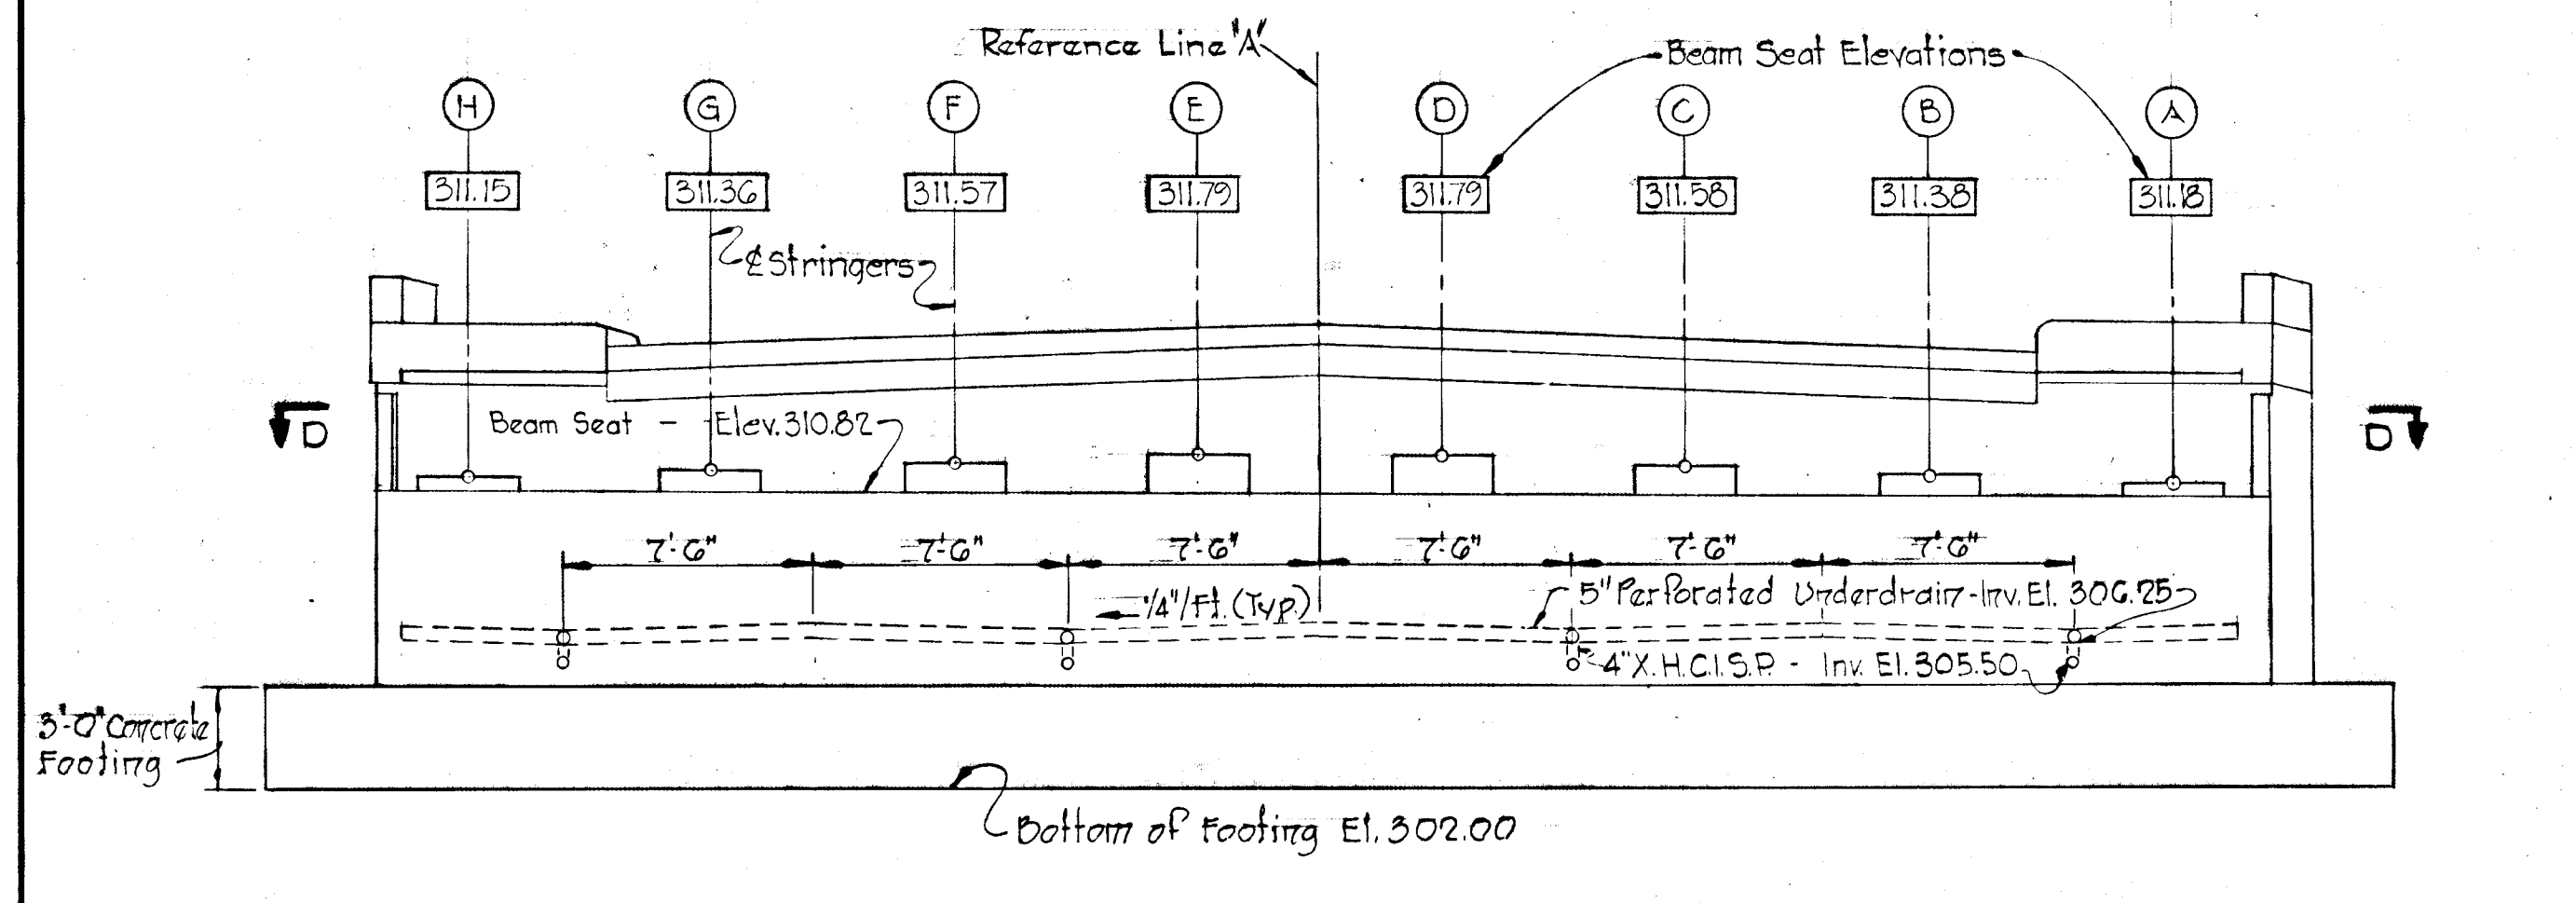 Reference Line "A"
Beam Seat Elevations
H G F E D C B A
311.15 311.36 311.57 311.79 311.79 311.58 311.38 311.18
℄ Stringers
D
Beam Seat - Elev. 310.82
D
7'-6" 7'-6" 7'-6" 7'-6" 7'-6" 7'-6"
1/4"/Ft. (Typ.)
5" Perforated Underdrain - Inv. El. 306.25
4" X.H.C.I.S.P. - Inv. El. 305.50
3'-0" Concrete
Footing
Bottom of Footing El. 302.00